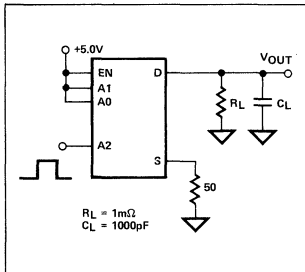 +5.0V
EN
A1
A0
A2
D
S
VOUT
RL
CL
50
RL = 1mΩ
CL = 1000pF